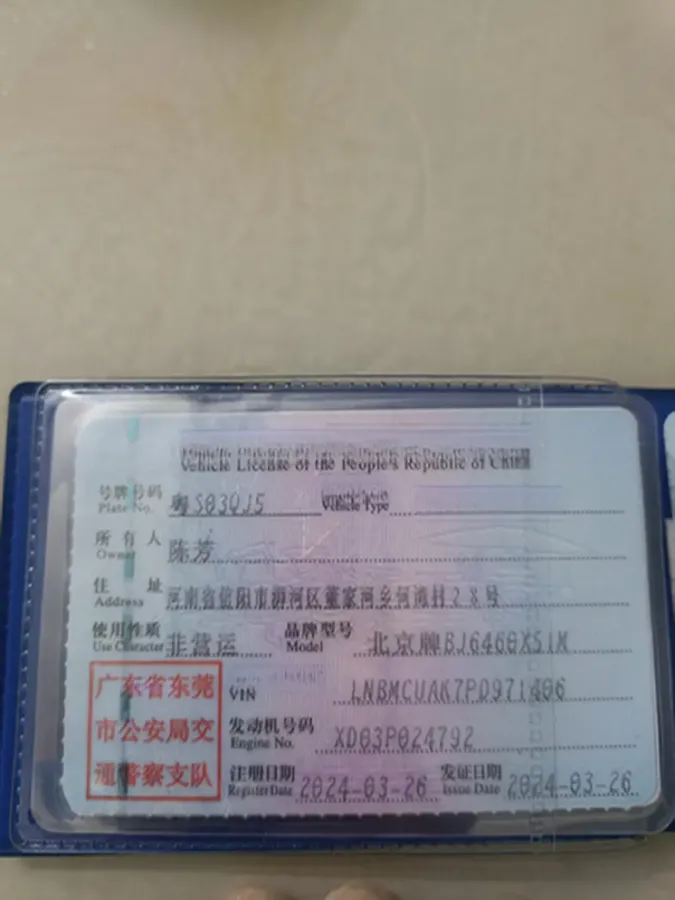 Vehicle License of the People's Republic of China
号牌号码 Plate No. 粤S03QJ5 Vehicle Type
所有人 Owner 陈芳
住址 Address 河南省信阳市浉河区董家河乡河湾村28号
使用性质 Use Character 非营运 品牌型号 Model 北京牌BJ6460X51X
广东省东莞
市公安局交
通警察支队
VIN LNBMCUAK7PD971406
发动机号码 Engine No. XD03P024792
注册日期 Register Date 2024-03-26 发证日期 Issue Date 2024-03-26